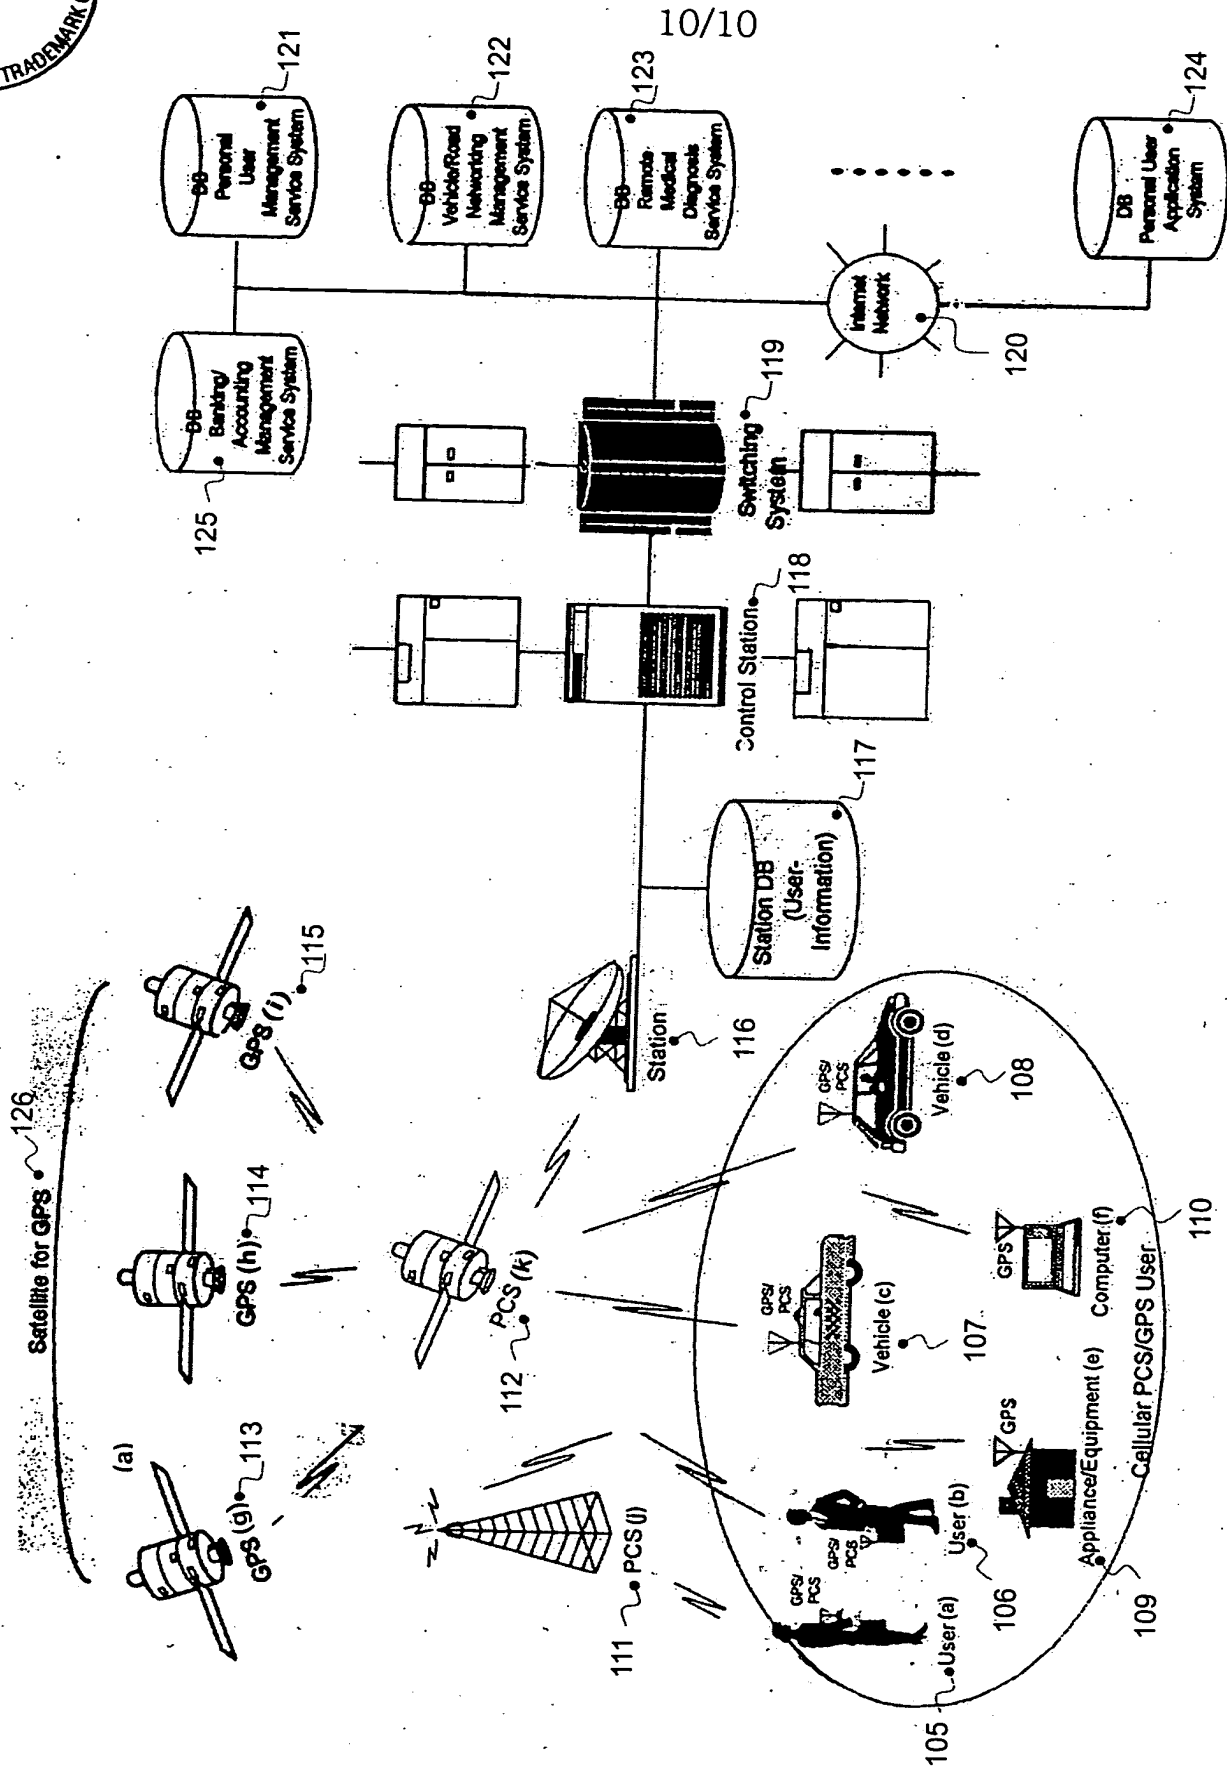 TRADEMARK
10/10
Satellite for GPS
126
(a)
GPS (g)
113
GPS (h)
114
GPS (i)
115
111
PCS (j)
112
PCS (k)
Station
116
Station DB
(User-
Information)
117
Control Station
118
Switching
System
119
Internet
Network
120
DB
Personal
User
Management
Service System
121
DB
Vehicle/Road
Networking
Management
Service System
122
DB
Remote
Medical
Diagnosis
Service System
123
DB
Personal User
Application
System
124
DB
Banking/
Accounting
Management
Service System
125
GPS/
PCS
User (a)
105
GPS/
PCS
User (b)
106
GPS/
PCS
Vehicle (c)
107
GPS/
PCS
Vehicle (d)
108
GPS
Appliance/Equipment (e)
109
GPS
Computer (f)
110
Cellular PCS/GPS User